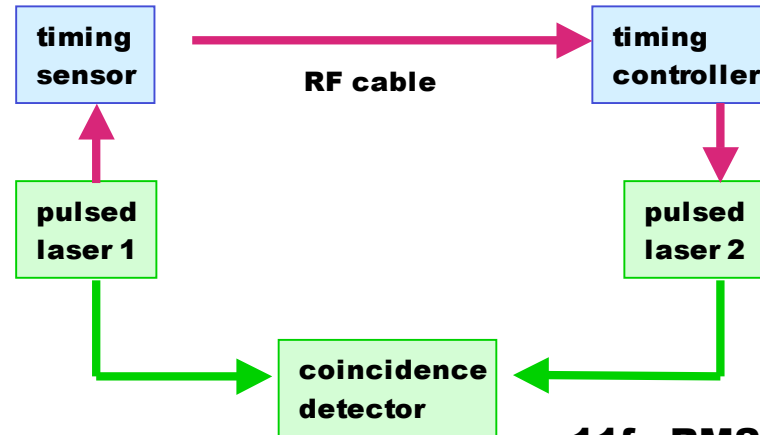 timing
sensor
RF cable
timing
controller
pulsed
laser 1
pulsed
laser 2
coincidence
detector